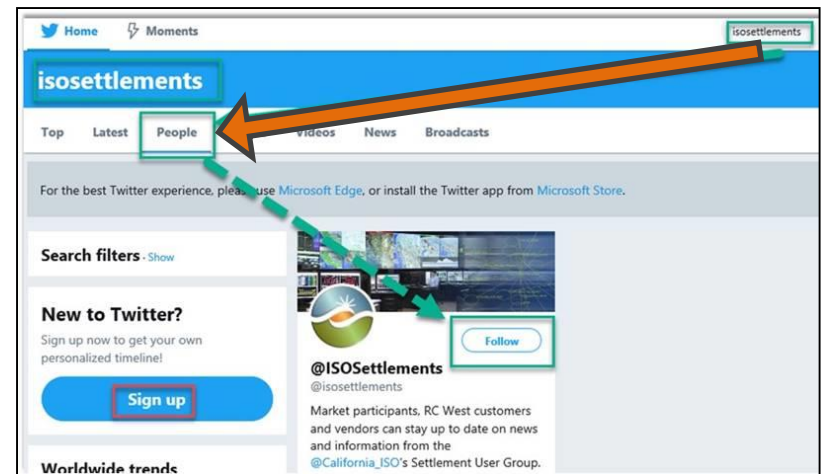 Home Moments isosettlements
isosettlements
Top Latest People Videos News Broadcasts
For the best Twitter experience, please use Microsoft Edge, or install the Twitter app from Microsoft Store.
Search filters - Show
New to Twitter?
Sign up now to get your own
personalized timeline!
Sign up
Worldwide trends
Follow
@ISOSettlements
@isosettlements
Market participants, RC West customers
and vendors can stay up to date on news
and information from the
@California_ISO's Settlement User Group.